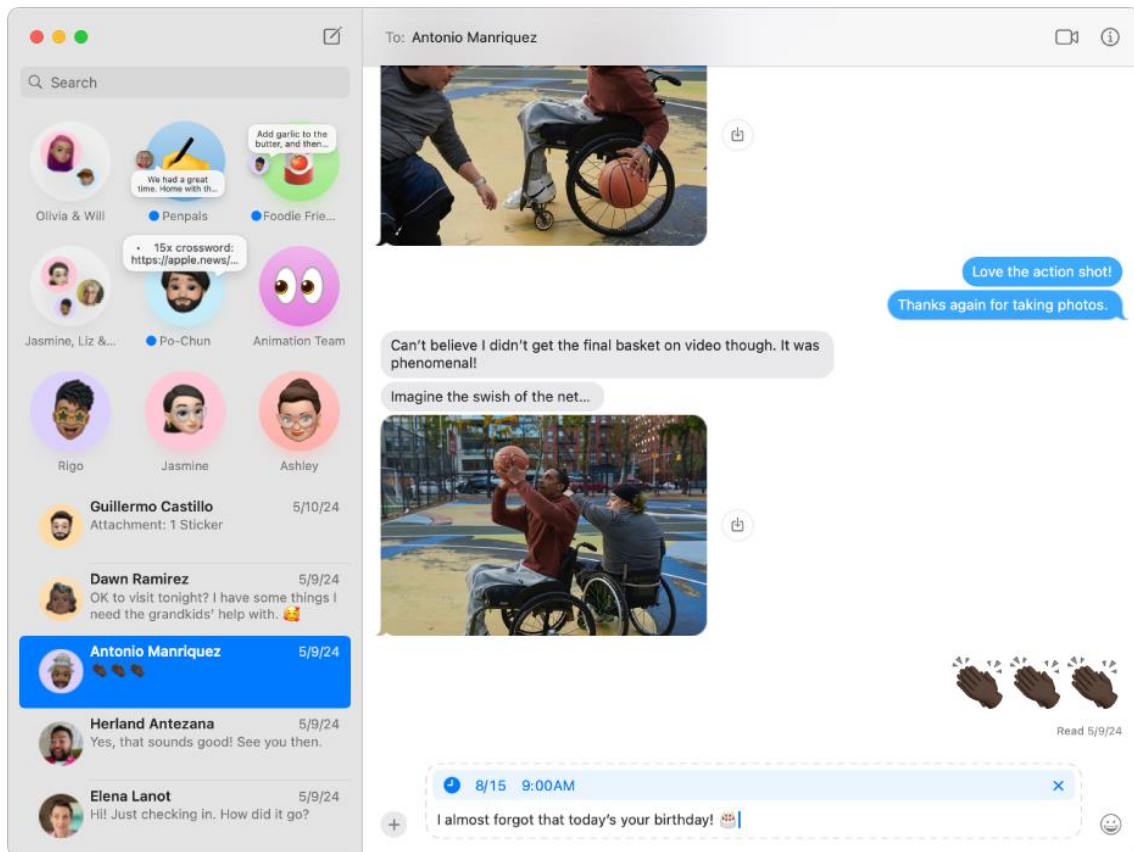 Search
Add garlic to the
butter, and then...
We had a great
time. Home with th...
Olivia & Will
Penpals
Foodie Frie...
• 15x crossword:
https://apple.news/...
Jasmine, Liz &...
Po-Chun
Animation Team
Rigo
Jasmine
Ashley
Guillermo Castillo 5/10/24
Attachment: 1 Sticker
Dawn Ramirez 5/9/24
OK to visit tonight? I have some things I
need the grandkids' help with. 🥰
Antonio Manriquez 5/9/24
👏🏿👏🏿👏🏿
Herland Antezana 5/9/24
Yes, that sounds good! See you then.
Elena Lanot 5/9/24
Hi! Just checking in. How did it go?
To: Antonio Manriquez
Love the action shot!
Thanks again for taking photos.
Can't believe I didn't get the final basket on video though. It was
phenomenal!
Imagine the swish of the net...
👏🏿👏🏿👏🏿
Read 5/9/24
8/15 9:00AM
I almost forgot that today's your birthday! 🎂